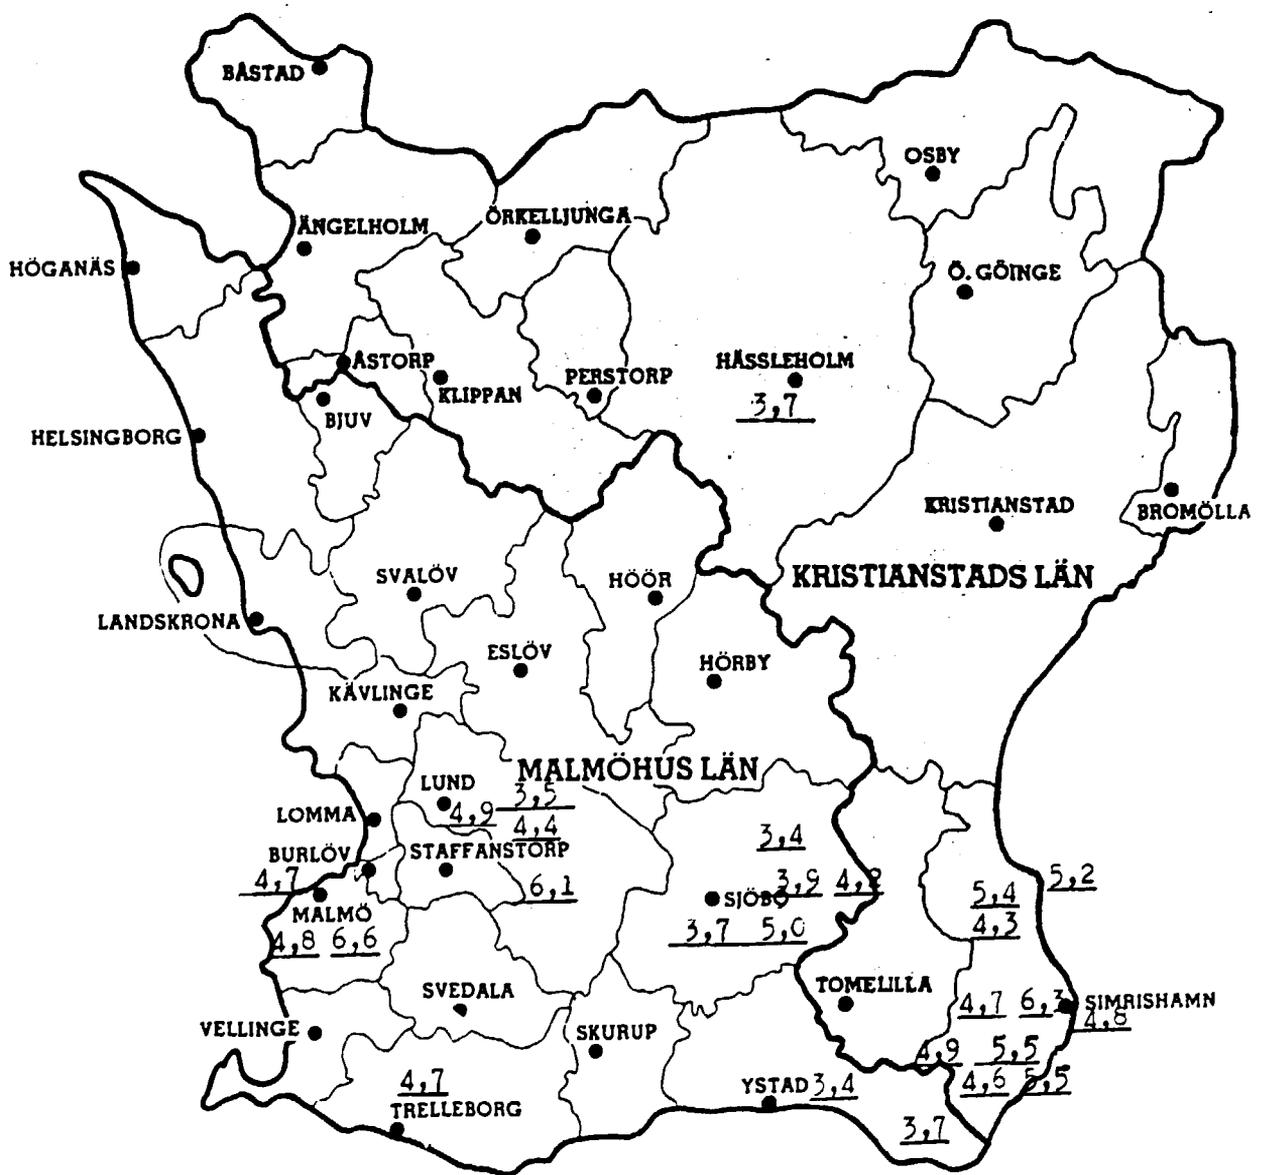 BÅSTAD
OSBY
ÄNGELHOLM
ÖRKELLJUNGA
HÖGANÄS
Ö. GÖINGE
ÅSTORP
KLIPPAN
PERSTORP
HÄSSLEHOLM
3,7
BJUV
HELSINGBORG
KRISTIANSTAD
BROMÖLLA
SVALÖV
HÖÖR
KRISTIANSTADS LÄN
LANDSKRONA
ESLÖV
HÖRBY
KÄVLINGE
MALMÖHUS LÄN
LUND
4,9 3,5
4,4
LOMMA
3,4
BURLÖV
STAFFANSTORP
4,7
6,1
3,9 4,2
5,2
MALMÖ
SJÖBO
5,4
4,8 6,6
3,7 5,0
4,3
SVEDALA
TOMELILLA
4,7 6,3
SIMRISHAMN
4,8
VELLINGE
SKURUP
4,9 5,5
4,7
YSTAD 3,4
4,6 5,5
TRELLEBORG
3,7